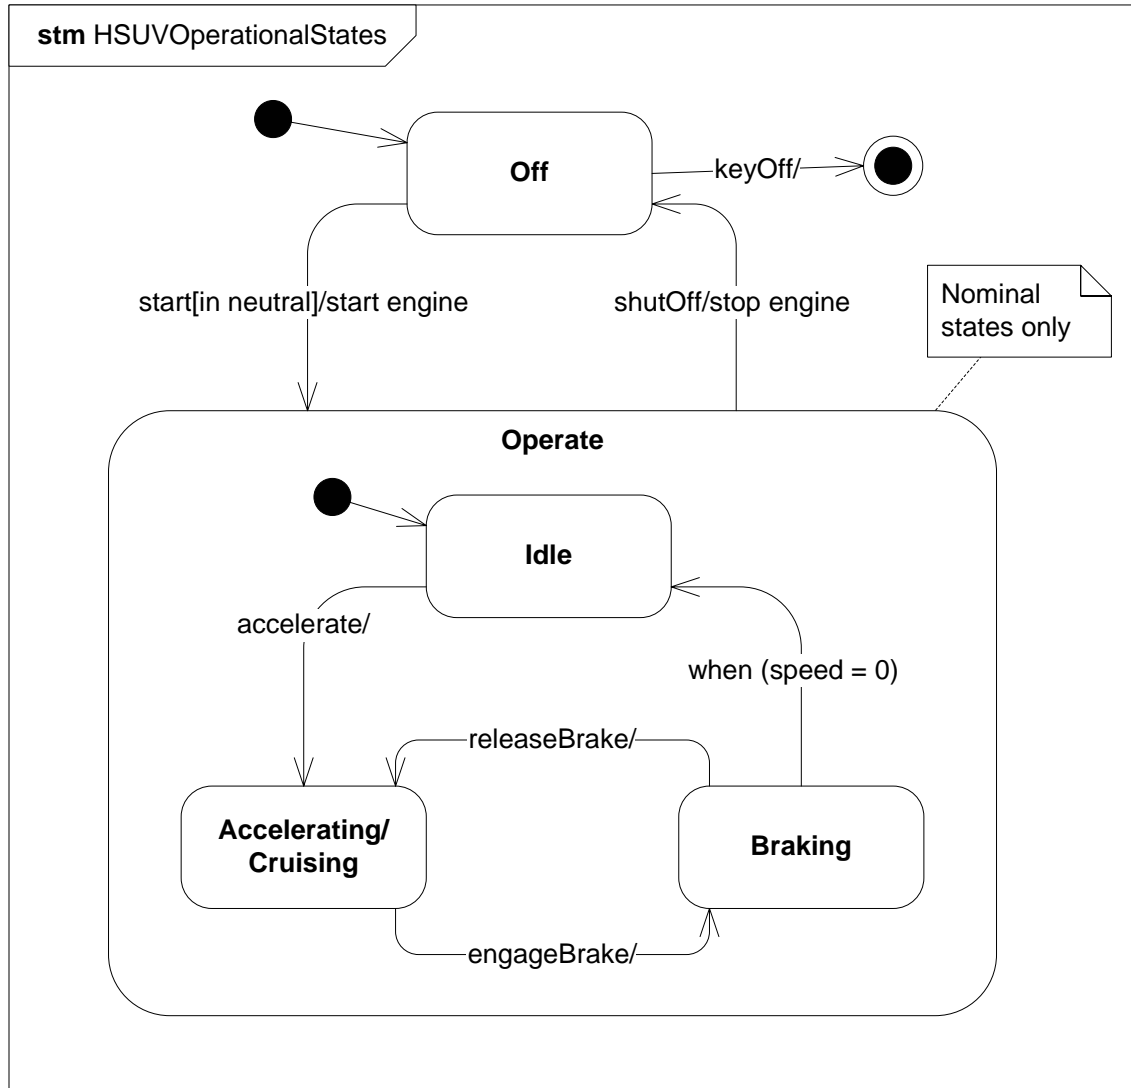 stm HSUVOperationalStates
Off
keyOff/
start[in neutral]/start engine
shutOff/stop engine
Nominal
states only
Operate
Idle
accelerate/
when (speed = 0)
releaseBrake/
Accelerating/
Cruising
Braking
engageBrake/